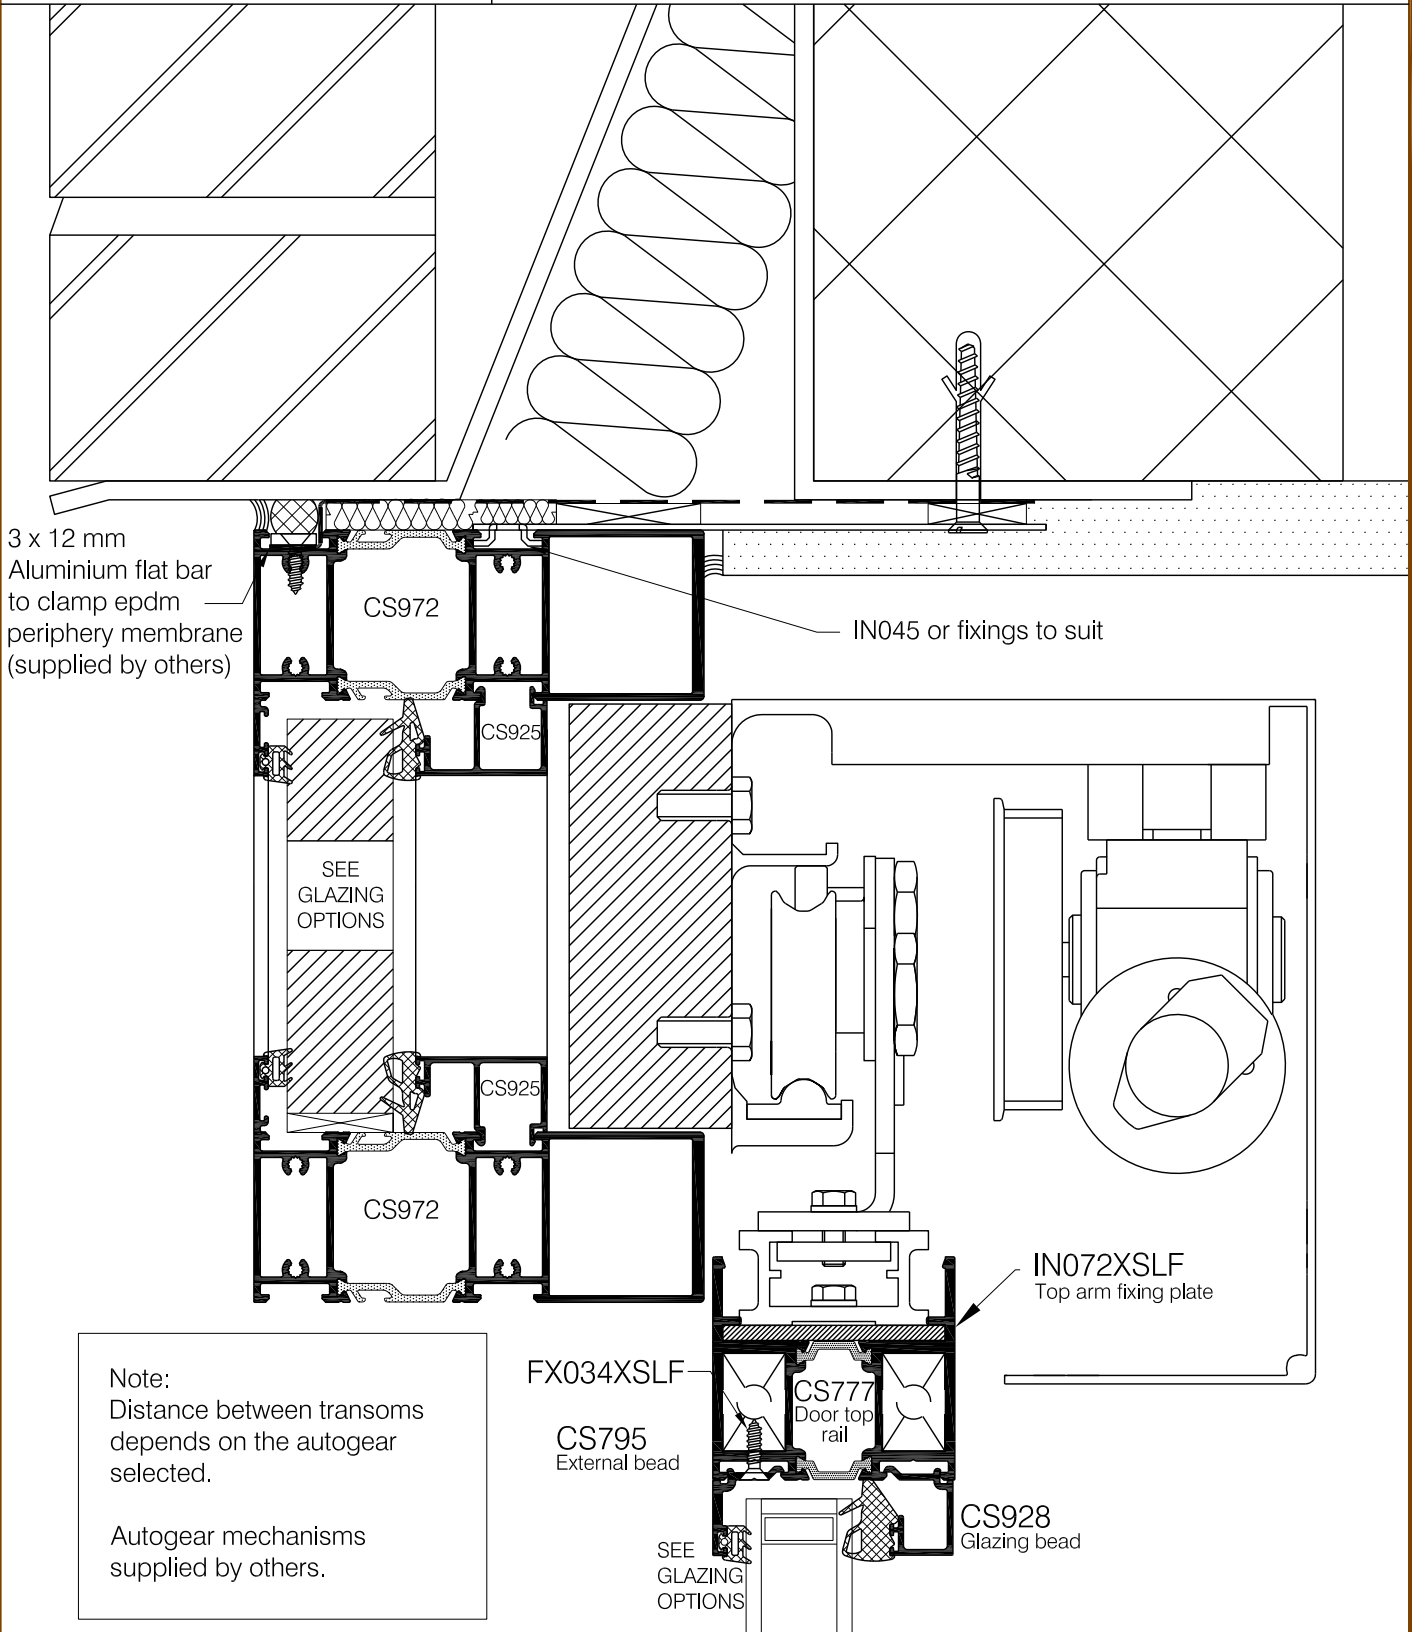 3 x 12 mm
Aluminium flat bar
to clamp epdm
periphery membrane
(supplied by others)
CS972
IN045 or fixings to suit
CS925
SEE
GLAZING
OPTIONS
CS925
CS972
IN072XSLF
Top arm fixing plate
FX034XSLF
CS777
Door top
rail
CS795
External bead
CS928
Glazing bead
SEE
GLAZING
OPTIONS
Note:
Distance between transoms
depends on the autogear
selected.
Autogear mechanisms
supplied by others.